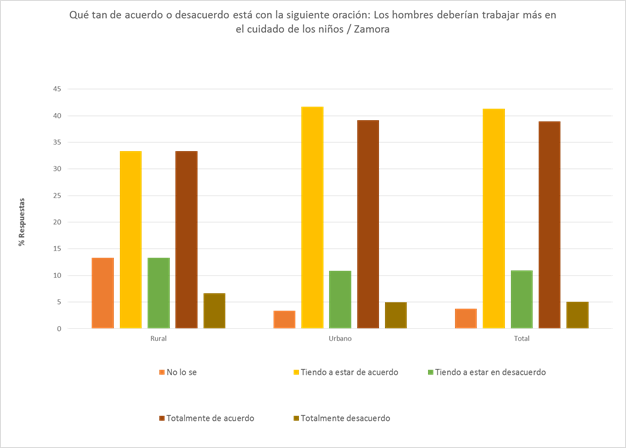 Qué tan de acuerdo o desacuerdo está con la siguiente oración: Los hombres deberían trabajar más en
el cuidado de los niños / Zamora
45
40
35
30
25
20
15
10
5
0
% Respuestas
Rural
Urbano
Total
No lo se
Tiendo a estar de acuerdo
Tiendo a estar en desacuerdo
Totalmente de acuerdo
Totalmente desacuerdo